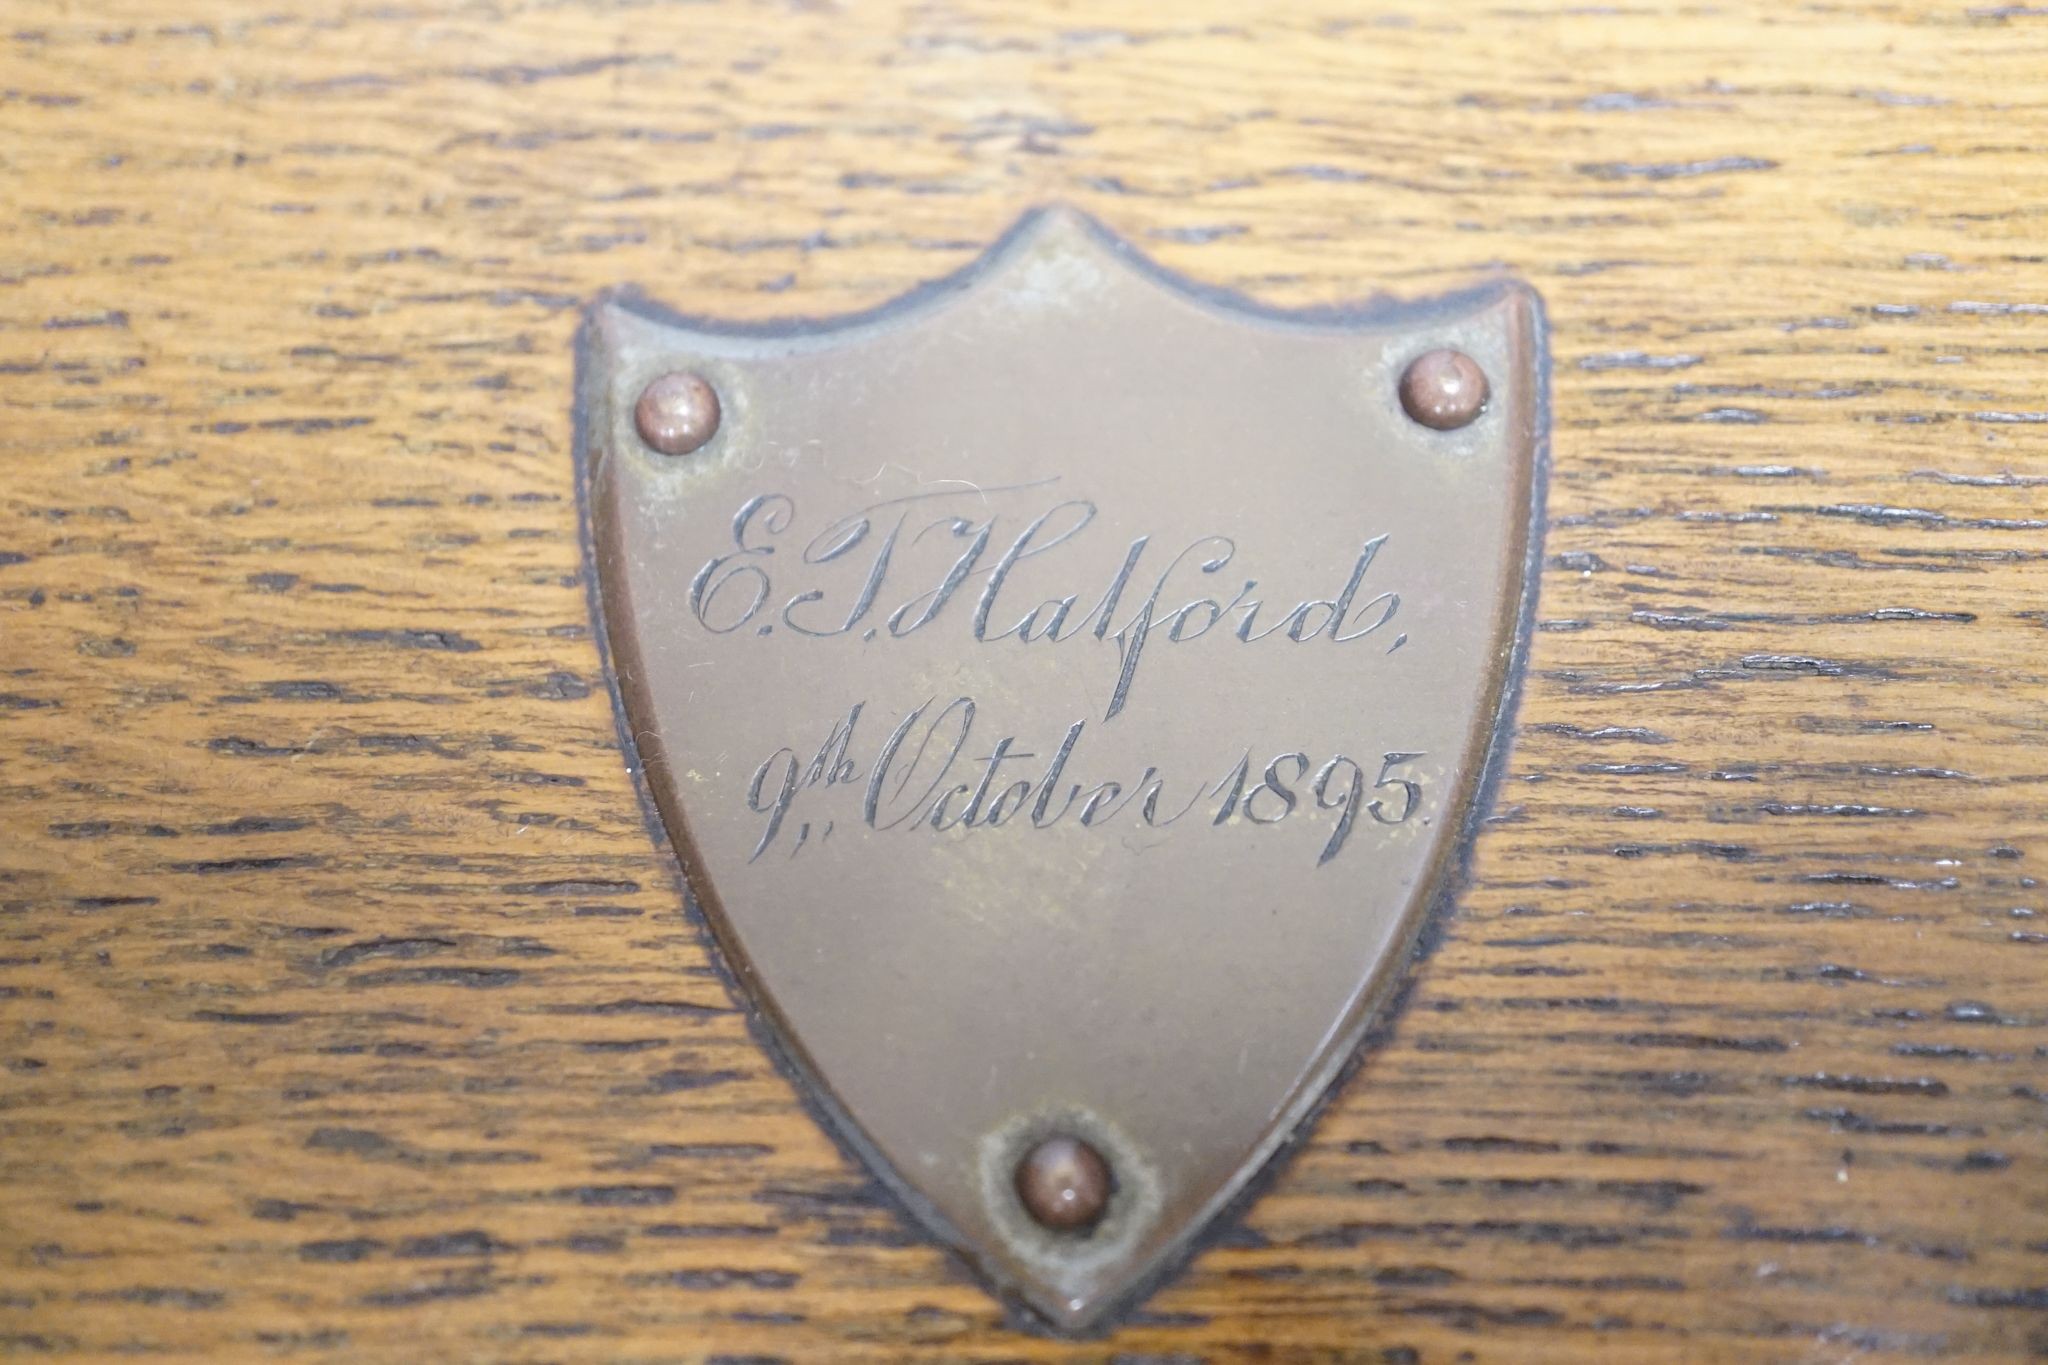 E.T. Halford,
9th,, October 1895.